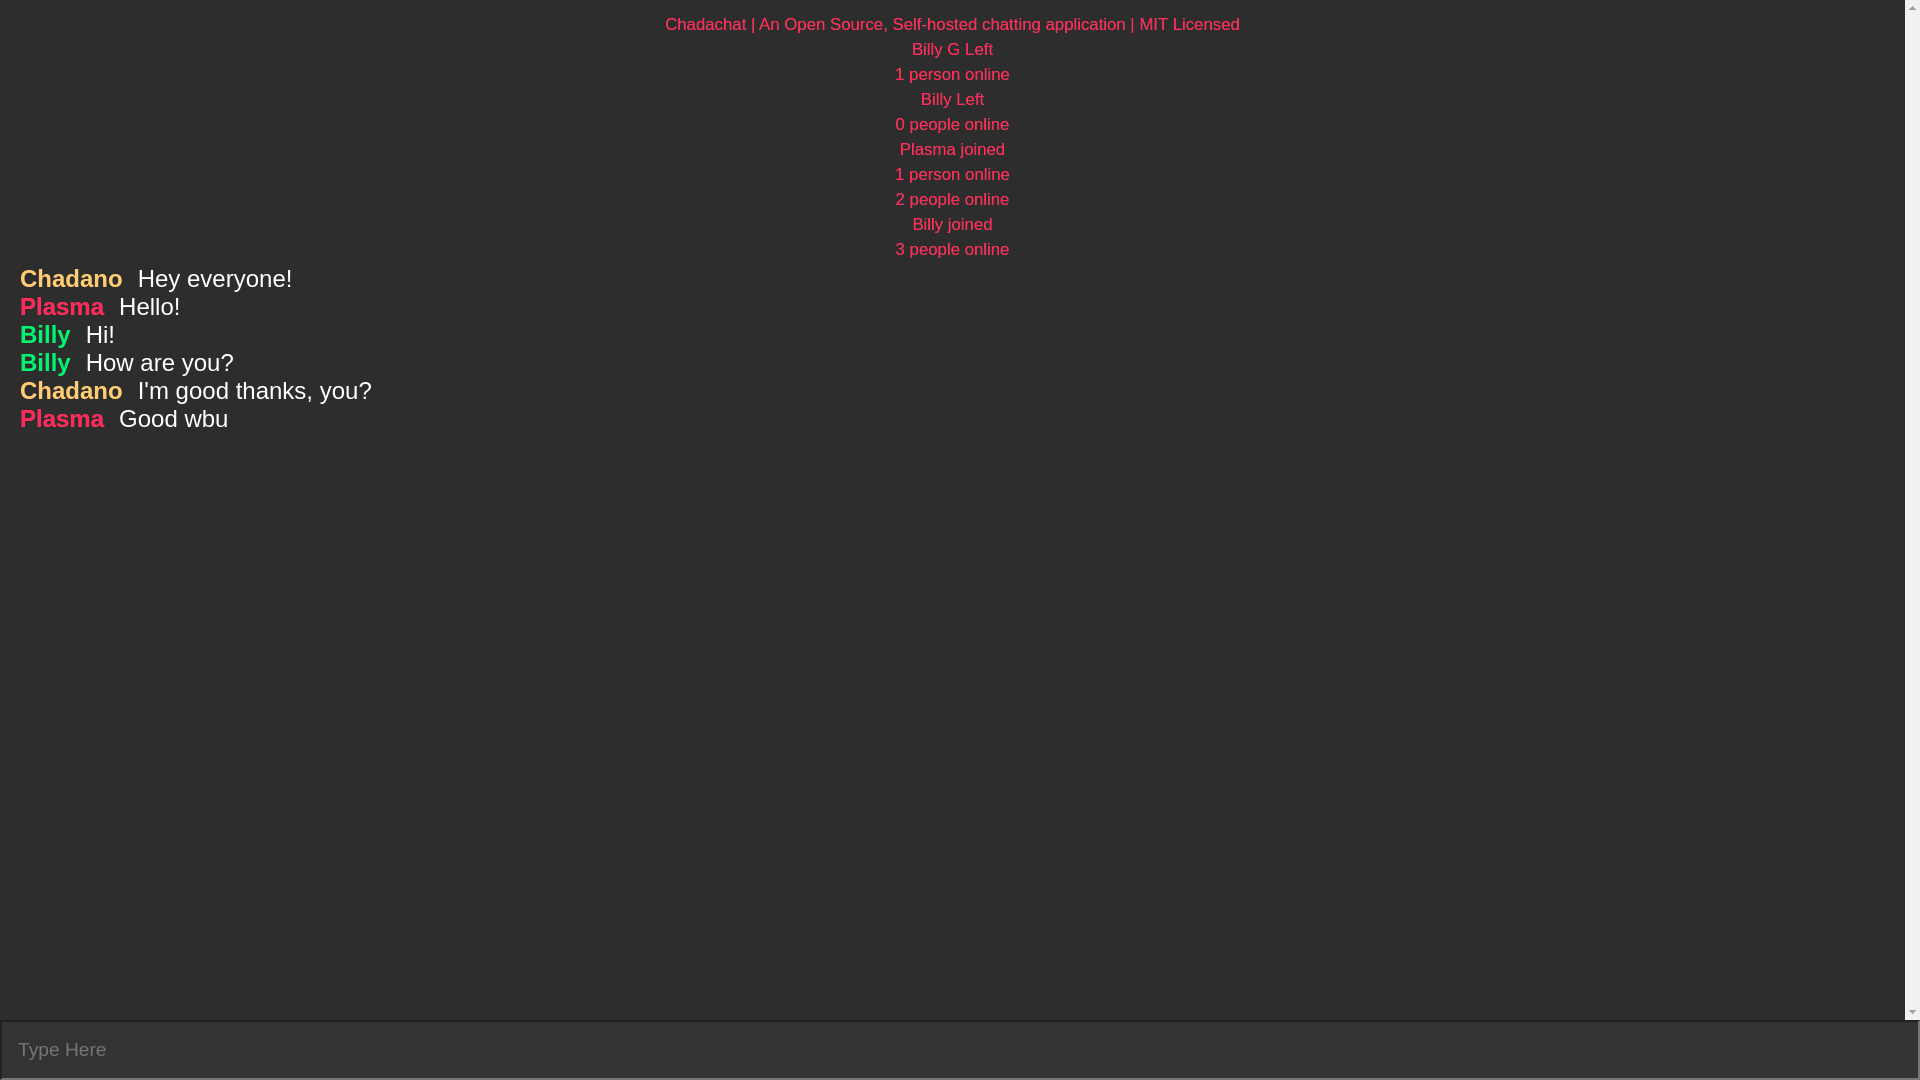 Chadachat | An Open Source, Self-hosted chatting application | MIT Licensed
Billy G Left
1 person online
Billy Left
0 people online
Plasma joined
1 person online
2 people online
Billy joined
3 people online
Chadano Hey everyone!
Plasma Hello!
Billy Hi!
Billy How are you?
Chadano I'm good thanks, you?
Plasma Good wbu
Type Here